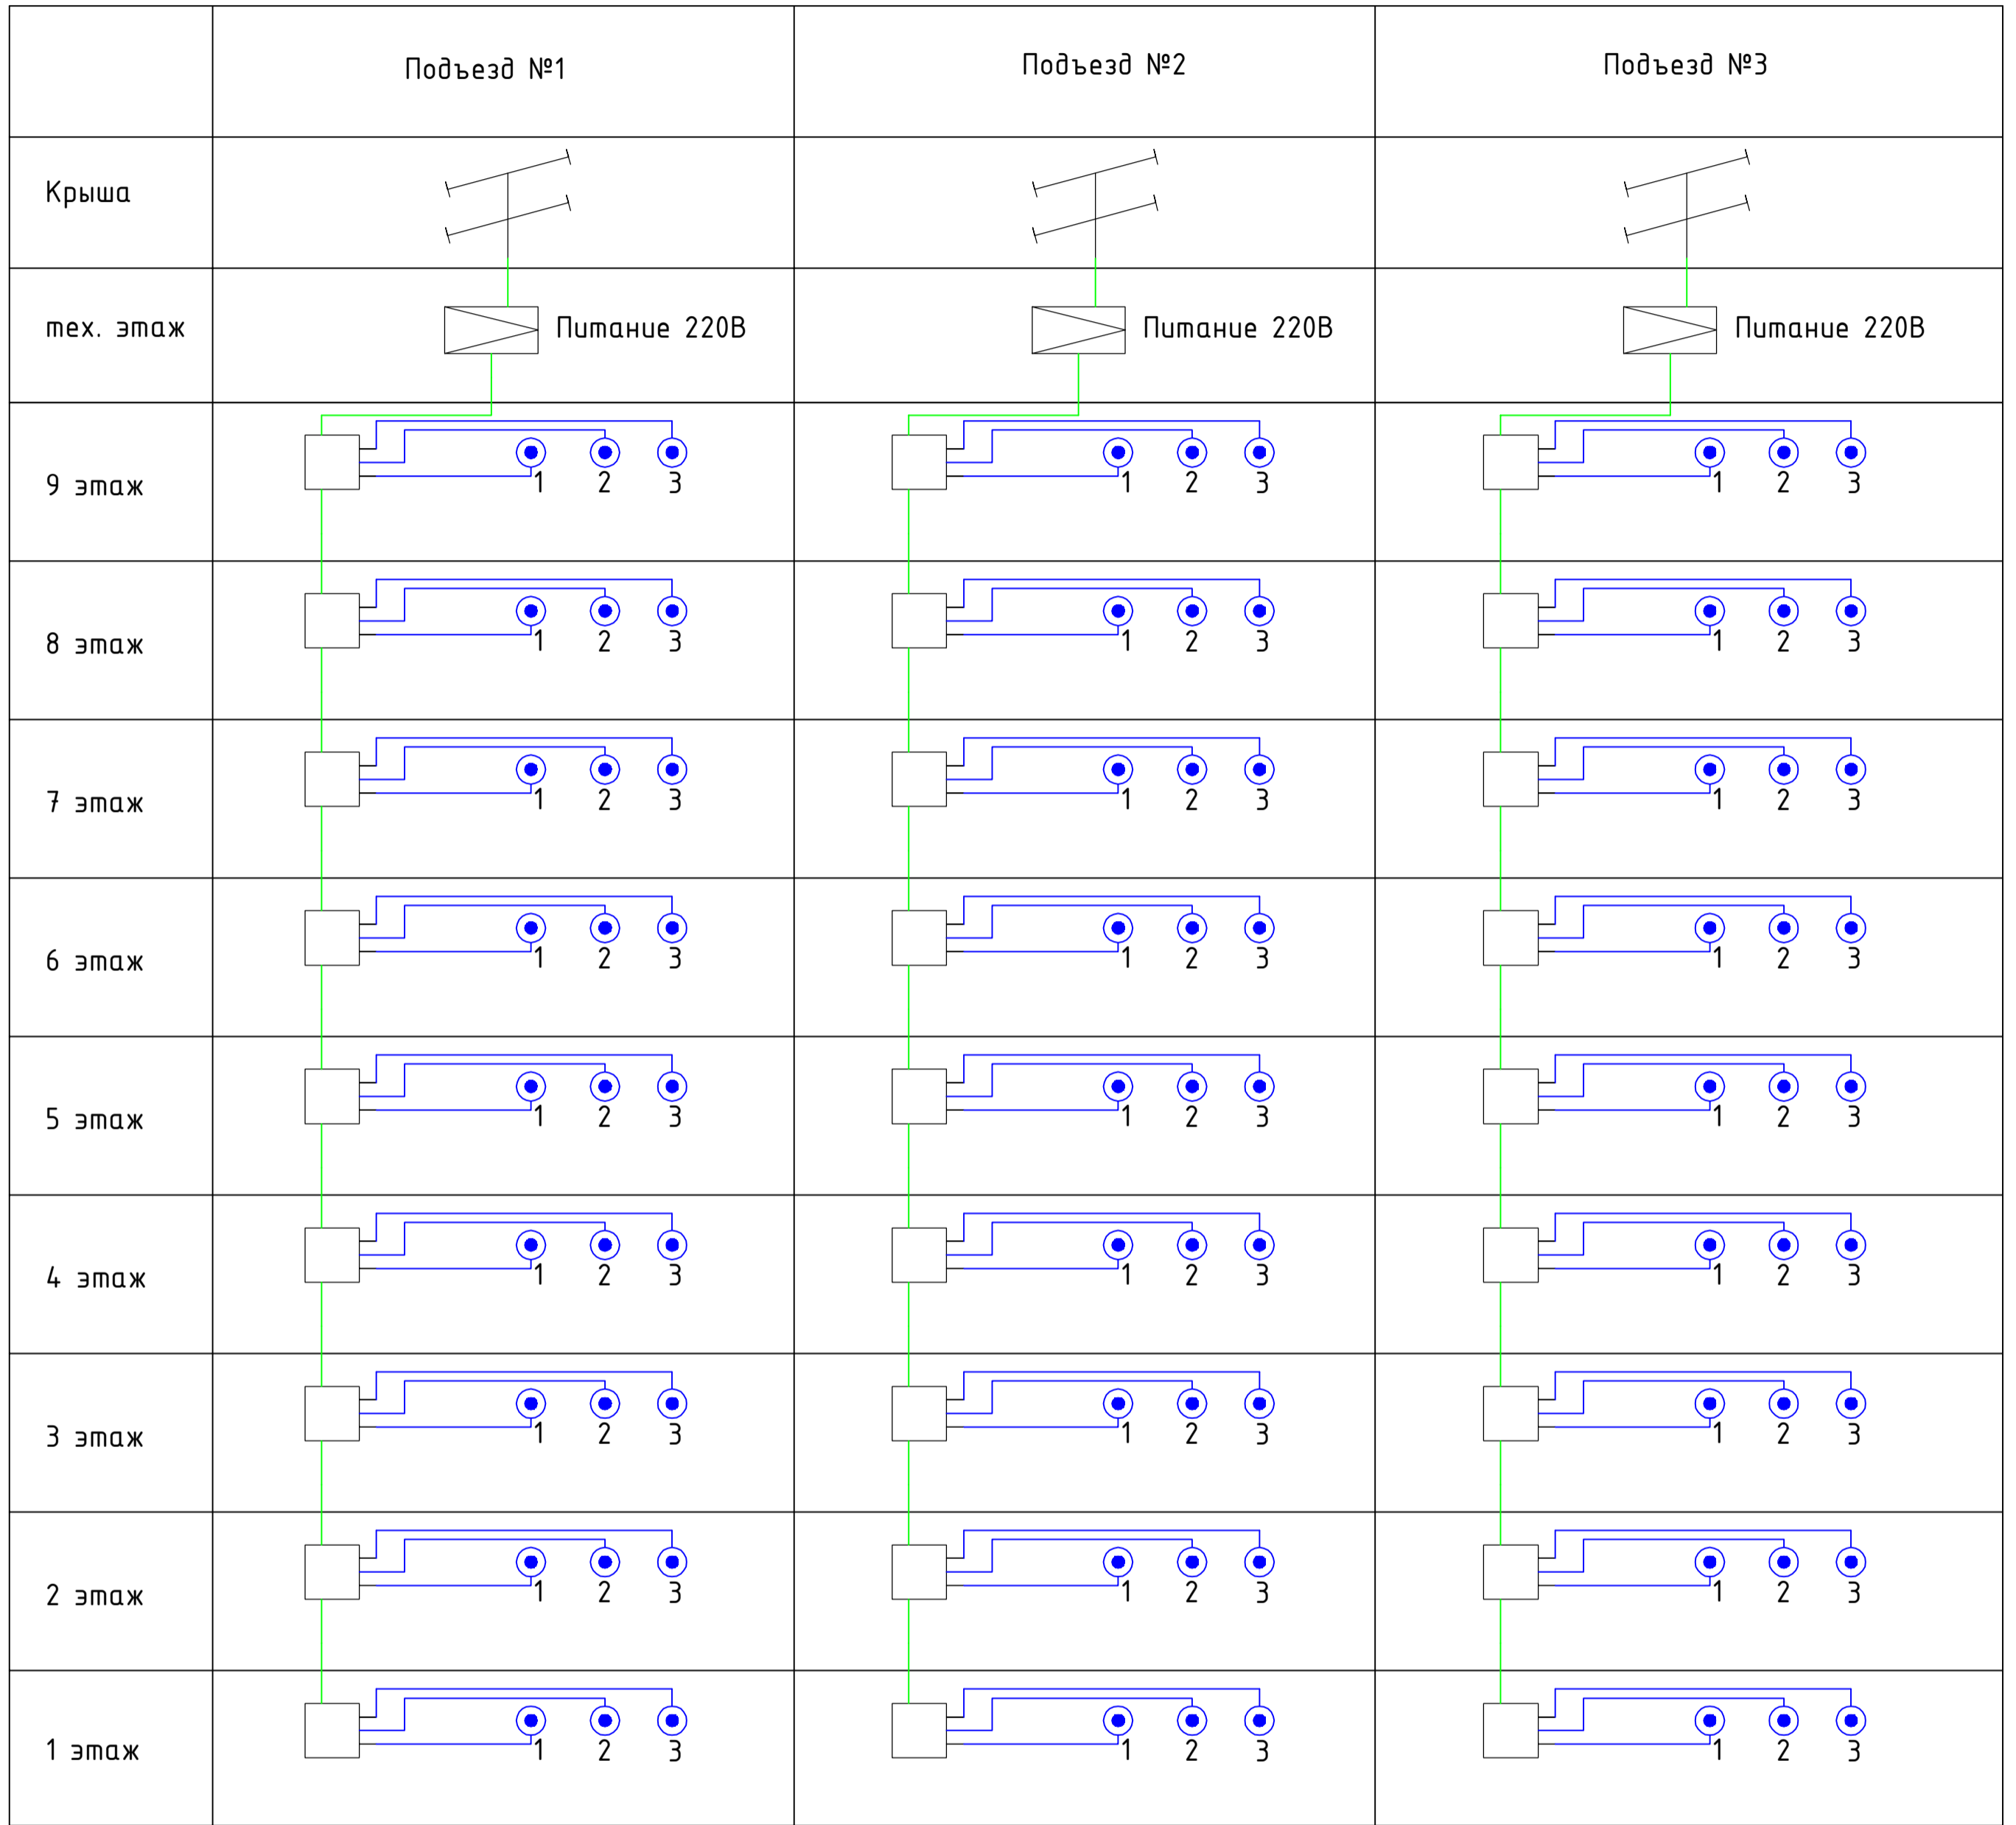 Подъезд №1 Подъезд №2 Подъезд №3
Крыша
тех. этаж Питание 220В Питание 220В Питание 220В
9 этаж 1 2 3 1 2 3 1 2 3
8 этаж 1 2 3 1 2 3 1 2 3
7 этаж 1 2 3 1 2 3 1 2 3
6 этаж 1 2 3 1 2 3 1 2 3
5 этаж 1 2 3 1 2 3 1 2 3
4 этаж 1 2 3 1 2 3 1 2 3
3 этаж 1 2 3 1 2 3 1 2 3
2 этаж 1 2 3 1 2 3 1 2 3
1 этаж 1 2 3 1 2 3 1 2 3